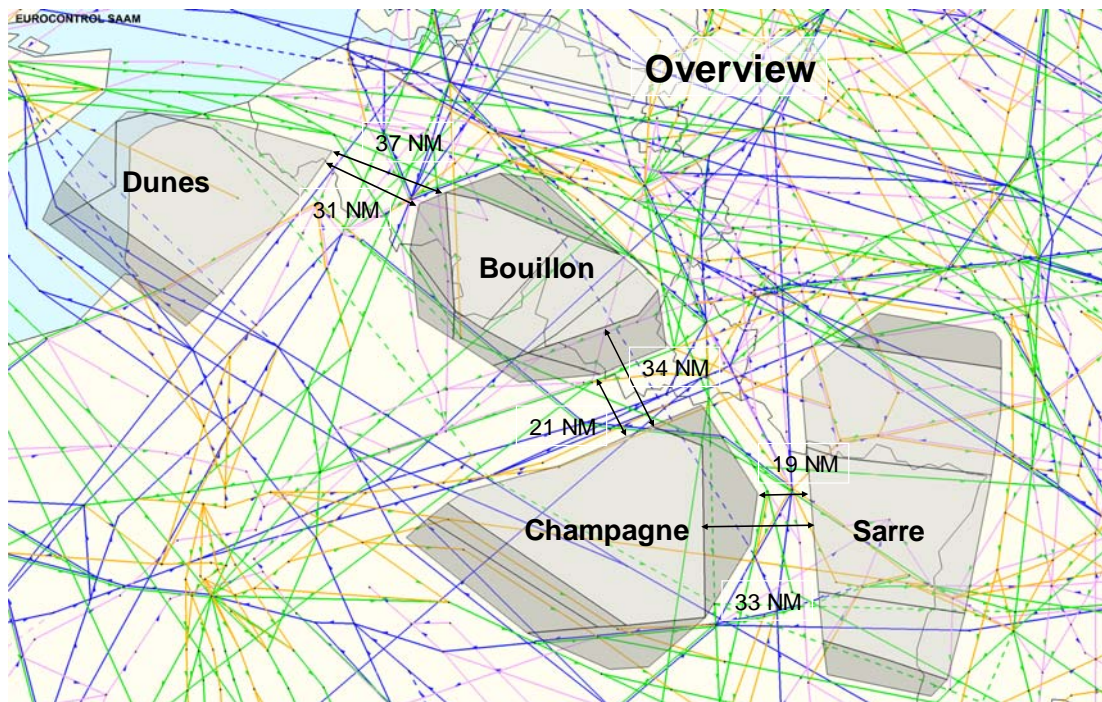 EUROCONTROL SAAM
Overview
37 NM
Dunes
31 NM
Bouillon
34 NM
21 NM
19 NM
Champagne
Sarre
33 NM